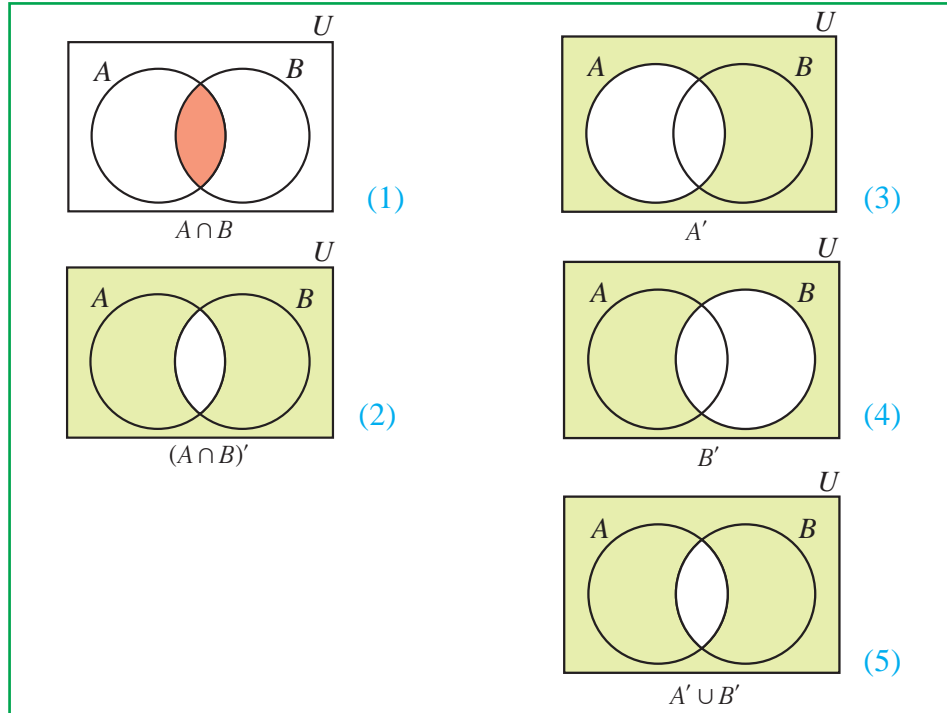 U
A B
(1)
A ∩ B
U
A B
(2)
(A ∩ B)′
U
A B
(3)
A′
U
A B
(4)
B′
U
A B
(5)
A′ ∪ B′